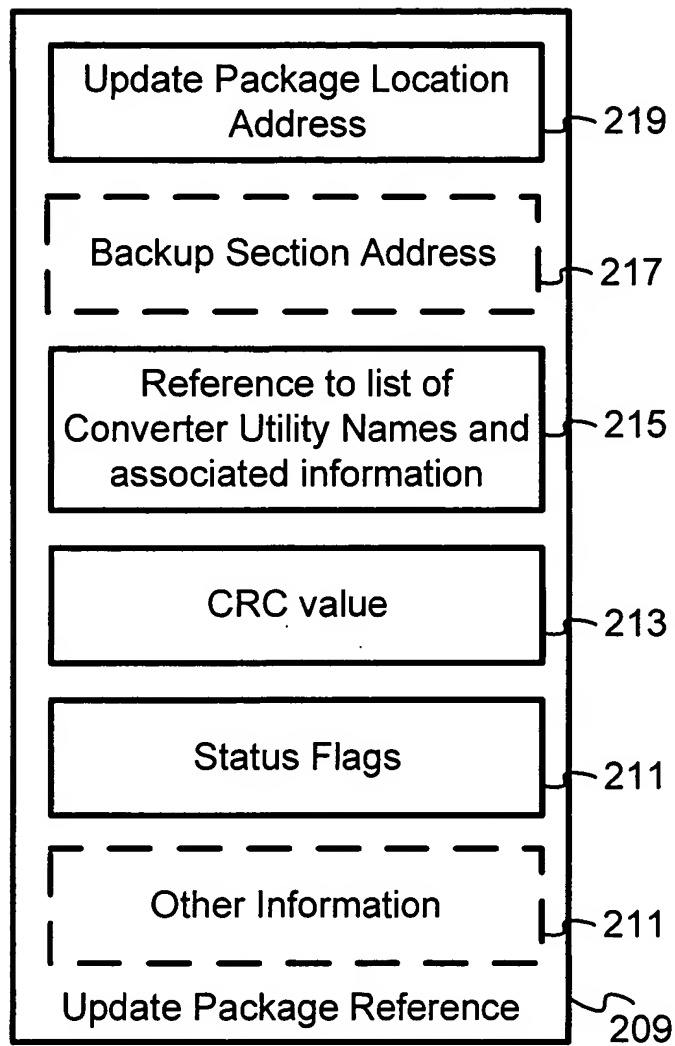 Update Package Location
Address
219
Backup Section Address
217
Reference to list of
Converter Utility Names and
associated information
215
CRC value
213
Status Flags
211
Other Information
211
Update Package Reference
209